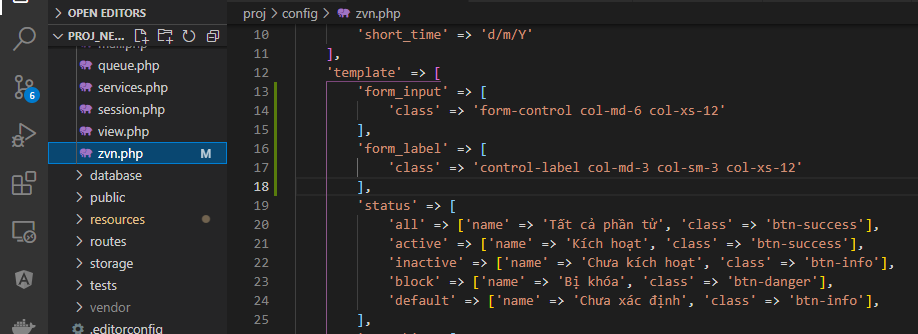 OPEN EDITORS
PROJ_NE...
mail.php
queue.php
services.php
session.php
view.php
zvn.php M
database
public
resources
routes
storage
tests
vendor
.editorconfig
6
proj > config > zvn.php
10 'short_time' => 'd/m/Y'
11 ],
12 'template' => [
13 'form_input' => [
14 'class' => 'form-control col-md-6 col-xs-12'
15 ],
16 'form_label' => [
17 'class' => 'control-label col-md-3 col-sm-3 col-xs-12'
18 ],
19 'status' => [
20 'all' => ['name' => 'Tất cả phần tử', 'class' => 'btn-success'],
21 'active' => ['name' => 'Kích hoạt', 'class' => 'btn-success'],
22 'inactive' => ['name' => 'Chưa kích hoạt', 'class' => 'btn-info'],
23 'block' => ['name' => 'Bị khóa', 'class' => 'btn-danger'],
24 'default' => ['name' => 'Chưa xác định', 'class' => 'btn-info'],
25 ],